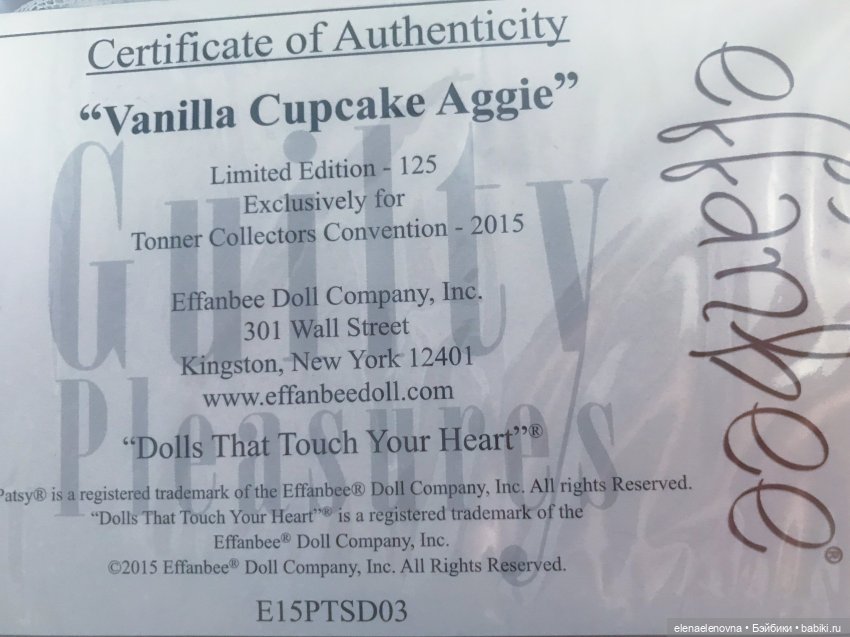 Certificate of Authenticity
“Vanilla Cupcake Aggie”
Limited Edition - 125
Exclusively for
Tonner Collectors Convention - 2015
Effanbee Doll Company, Inc.
301 Wall Street
Kingston, New York 12401
www.effanbeedoll.com
“Dolls That Touch Your Heart”®
Patsy® is a registered trademark of the Effanbee® Doll Company, Inc. All rights Reserved.
“Dolls That Touch Your Heart”® is a registered trademark of the
Effanbee® Doll Company, Inc.
©2015 Effanbee® Doll Company, Inc. All Rights Reserved.
E15PTSD03
Guilty
Pleasures
effanbee®
elenaelenovna • Бэйбики • babiki.ru